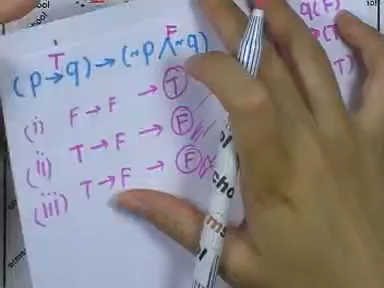 T F
(p→q)→(~p∧~q)
(i) F→F → T
(ii) T→F → F
(iii) T→F → F
q(F)
(T
T)